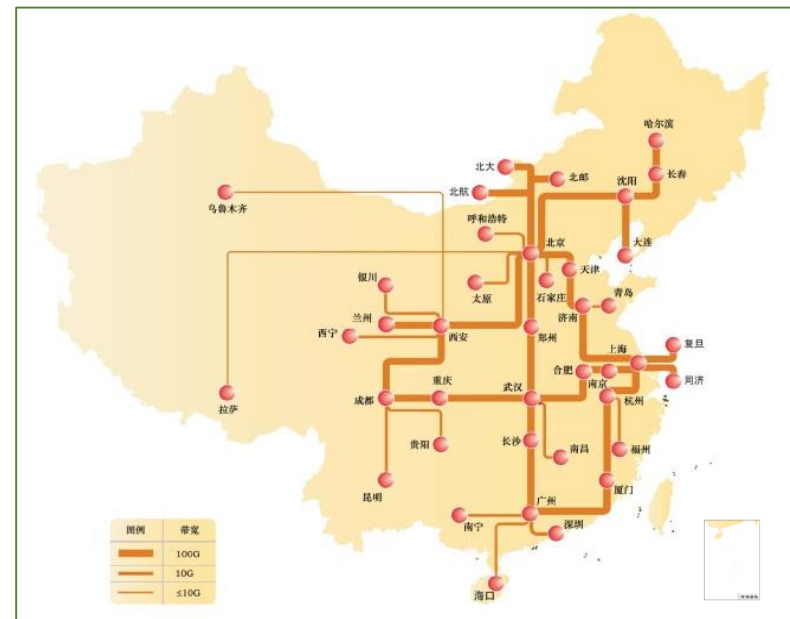 哈尔滨
北大
北邮
沈阳
长春
乌鲁木齐
北航
呼和浩特
北京
大连
天津
银川
太原
石家庄
青岛
济南
兰州
西宁
西安
郑州
上海
复旦
合肥
南京
同济
拉萨
成都
重庆
武汉
杭州
贵阳
长沙
南昌
福州
昆明
厦门
广州
南宁
深圳
海口
图例 带宽
100G
10G
≤10G